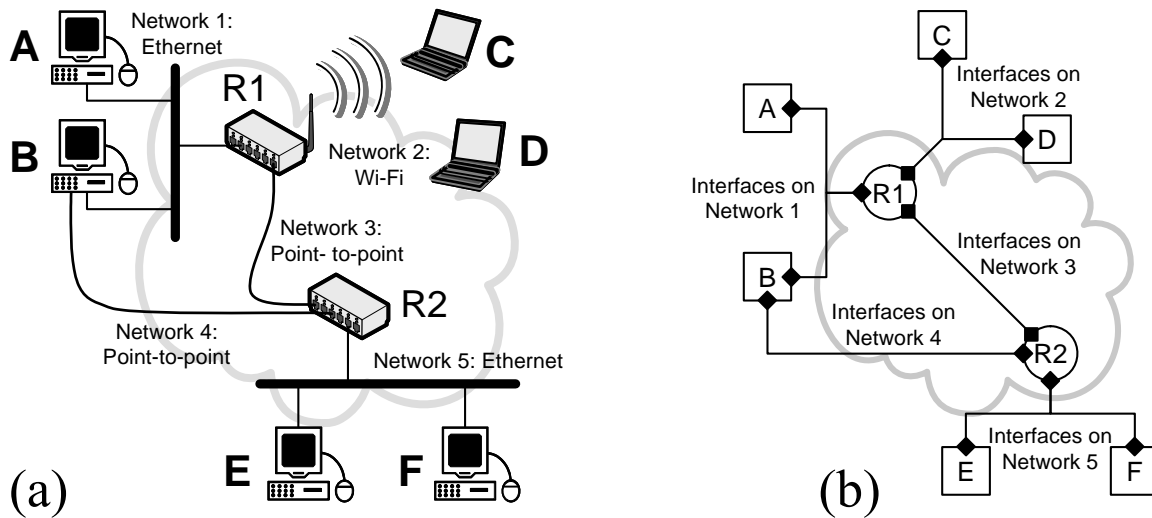 A
Network 1:
Ethernet
C
R1
B
Network 2:
Wi-Fi
D
Network 3:
Point- to-point
R2
Network 4:
Point-to-point
Network 5: Ethernet
E
F
(a)
C
Interfaces on
Network 2
A
D
Interfaces on
Network 1
R1
B
Interfaces on
Network 3
Interfaces on
Network 4
R2
Interfaces on
Network 5
E
F
(b)